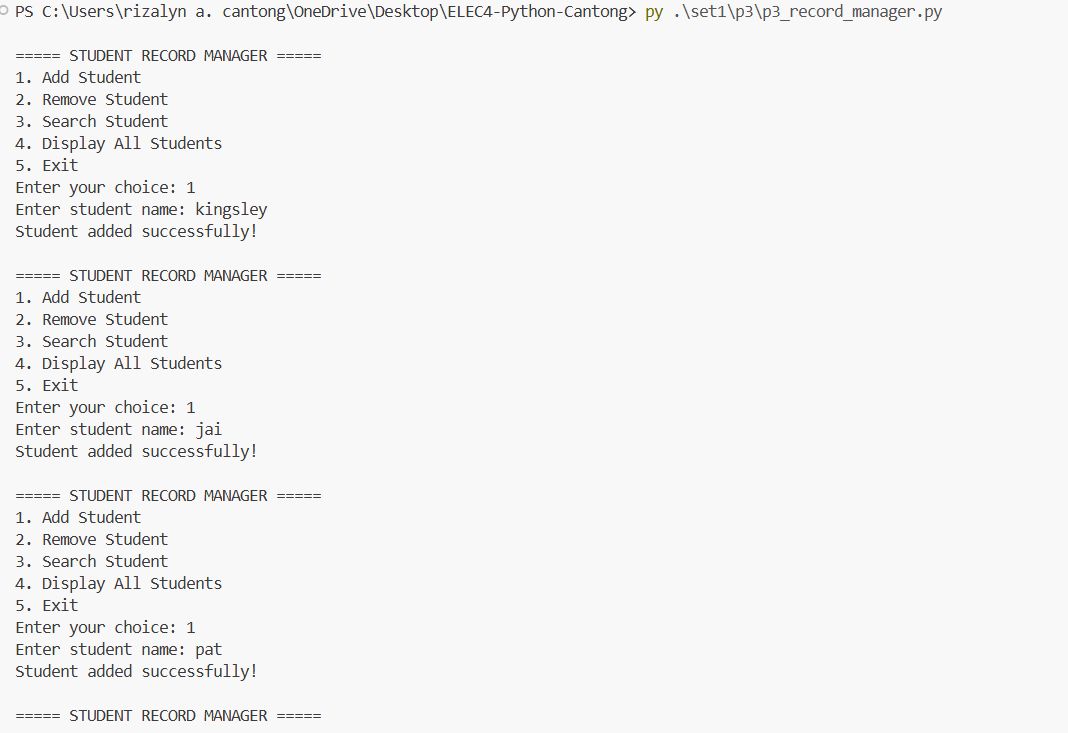 PS C:\Users\rizalyn a. cantong\OneDrive\Desktop\ELEC4-Python-Cantong> py .\set1\p3\p3_record_manager.py
===== STUDENT RECORD MANAGER =====
1. Add Student
2. Remove Student
3. Search Student
4. Display All Students
5. Exit
Enter your choice: 1
Enter student name: kingsley
Student added successfully!
===== STUDENT RECORD MANAGER =====
1. Add Student
2. Remove Student
3. Search Student
4. Display All Students
5. Exit
Enter your choice: 1
Enter student name: jai
Student added successfully!
===== STUDENT RECORD MANAGER =====
1. Add Student
2. Remove Student
3. Search Student
4. Display All Students
5. Exit
Enter your choice: 1
Enter student name: pat
Student added successfully!
===== STUDENT RECORD MANAGER =====